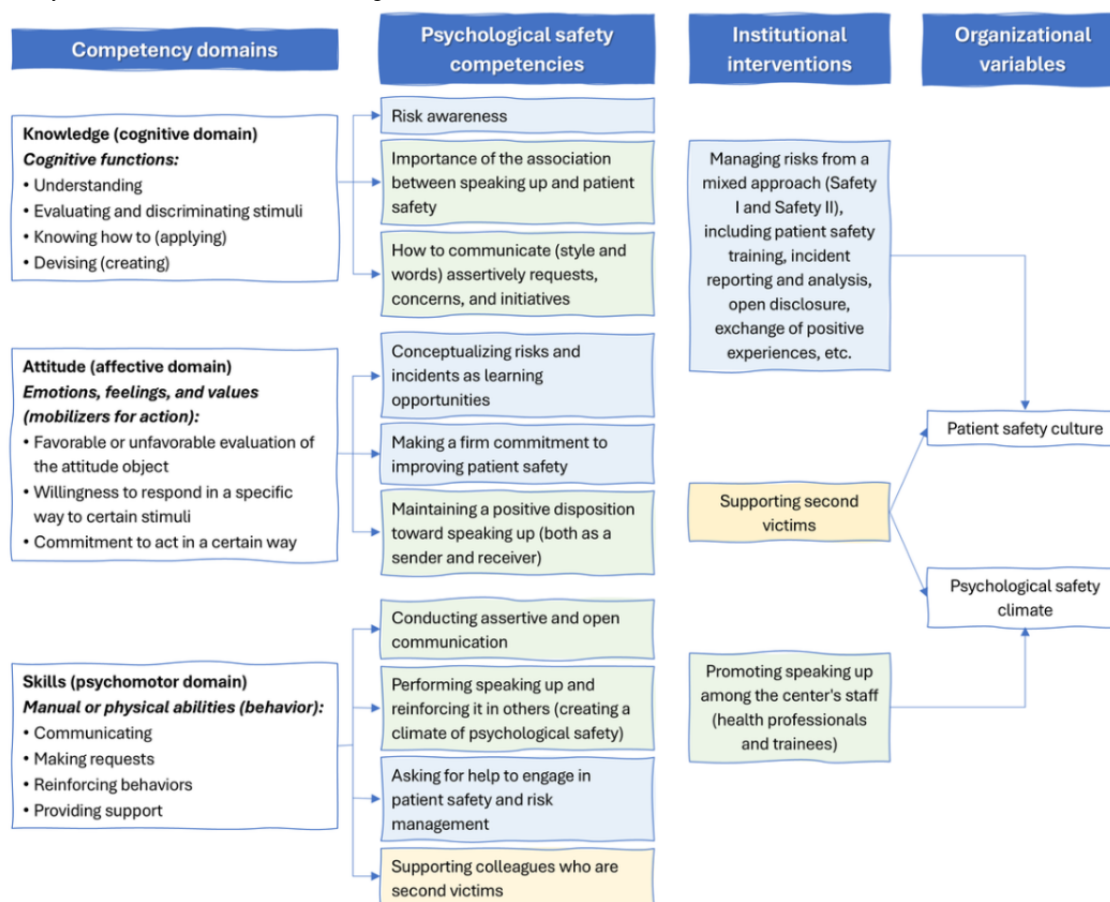 Competency domains
Psychological safety
competencies
Institutional
interventions
Organizational
variables
Knowledge (cognitive domain)
Cognitive functions:
• Understanding
• Evaluating and discriminating stimuli
• Knowing how to (applying)
• Devising (creating)
Risk awareness
Importance of the association
between speaking up and patient
safety
How to communicate (style and
words) assertively requests,
concerns, and initiatives
Attitude (affective domain)
Emotions, feelings, and values
(mobilizers for action):
• Favorable or unfavorable evaluation of
the attitude object
• Willingness to respond in a specific
way to certain stimuli
• Commitment to act in a certain way
Conceptualizing risks and
incidents as learning
opportunities
Making a firm commitment to
improving patient safety
Maintaining a positive disposition
toward speaking up (both as a
sender and receiver)
Skills (psychomotor domain)
Manual or physical abilities (behavior):
• Communicating
• Making requests
• Reinforcing behaviors
• Providing support
Conducting assertive and open
communication
Performing speaking up and
reinforcing it in others (creating a
climate of psychological safety)
Asking for help to engage in
patient safety and risk
management
Supporting colleagues who are
second victims
Managing risks from a
mixed approach (Safety
I and Safety II),
including patient safety
training, incident
reporting and analysis,
open disclosure,
exchange of positive
experiences, etc.
Supporting second
victims
Promoting speaking up
among the center's staff
(health professionals
and trainees)
Patient safety culture
Psychological safety
climate